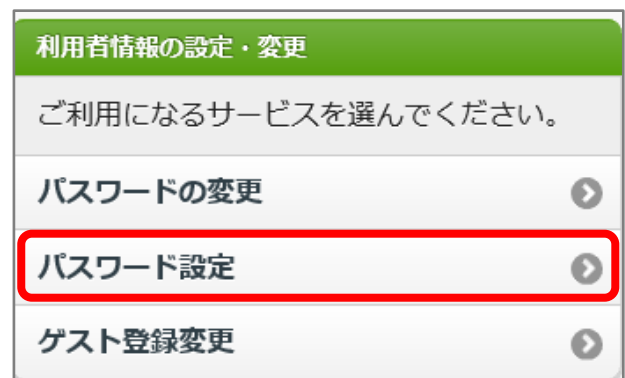 利用者情報の設定・変更
ご利用になるサービスを選んでください。
パスワードの変更
パスワード設定
ゲスト登録変更